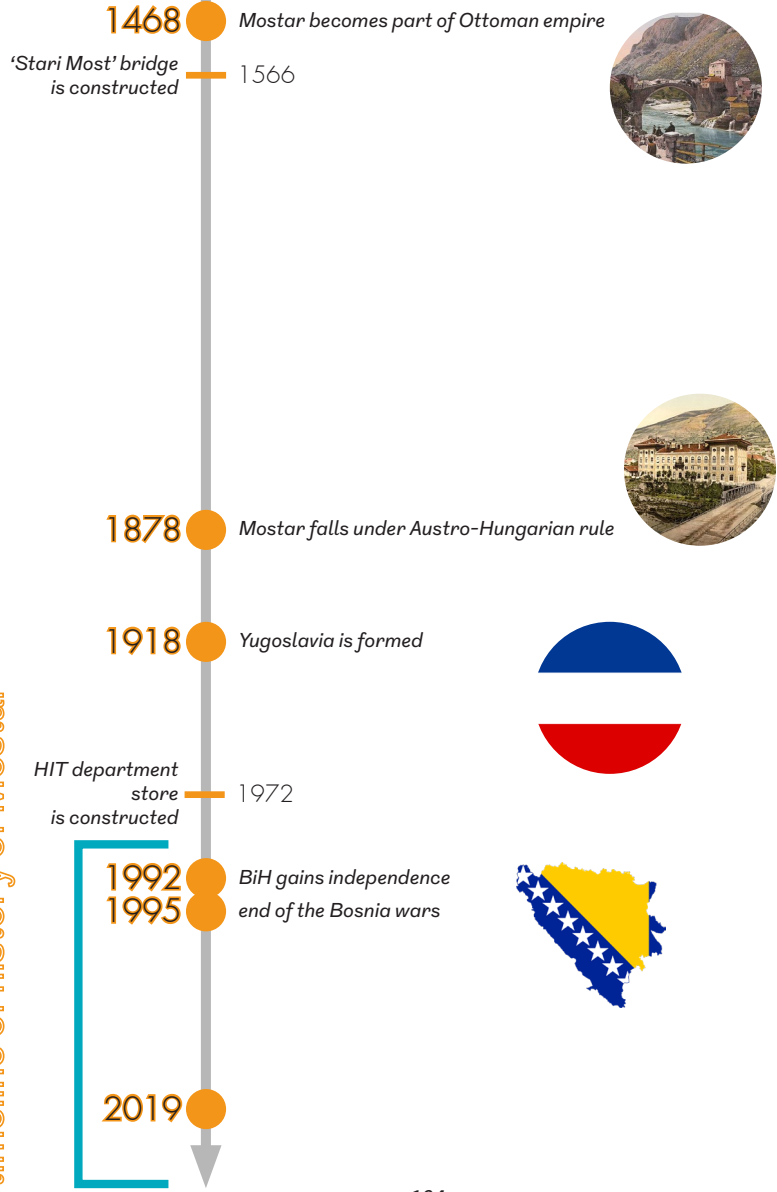 1468 Mostar becomes part of Ottoman empire
'Stari Most' bridge
is constructed
1566
1878 Mostar falls under Austro-Hungarian rule
1918 Yugoslavia is formed
HIT department
store
is constructed
1972
1992 BiH gains independence
1995 end of the Bosnia wars
2019